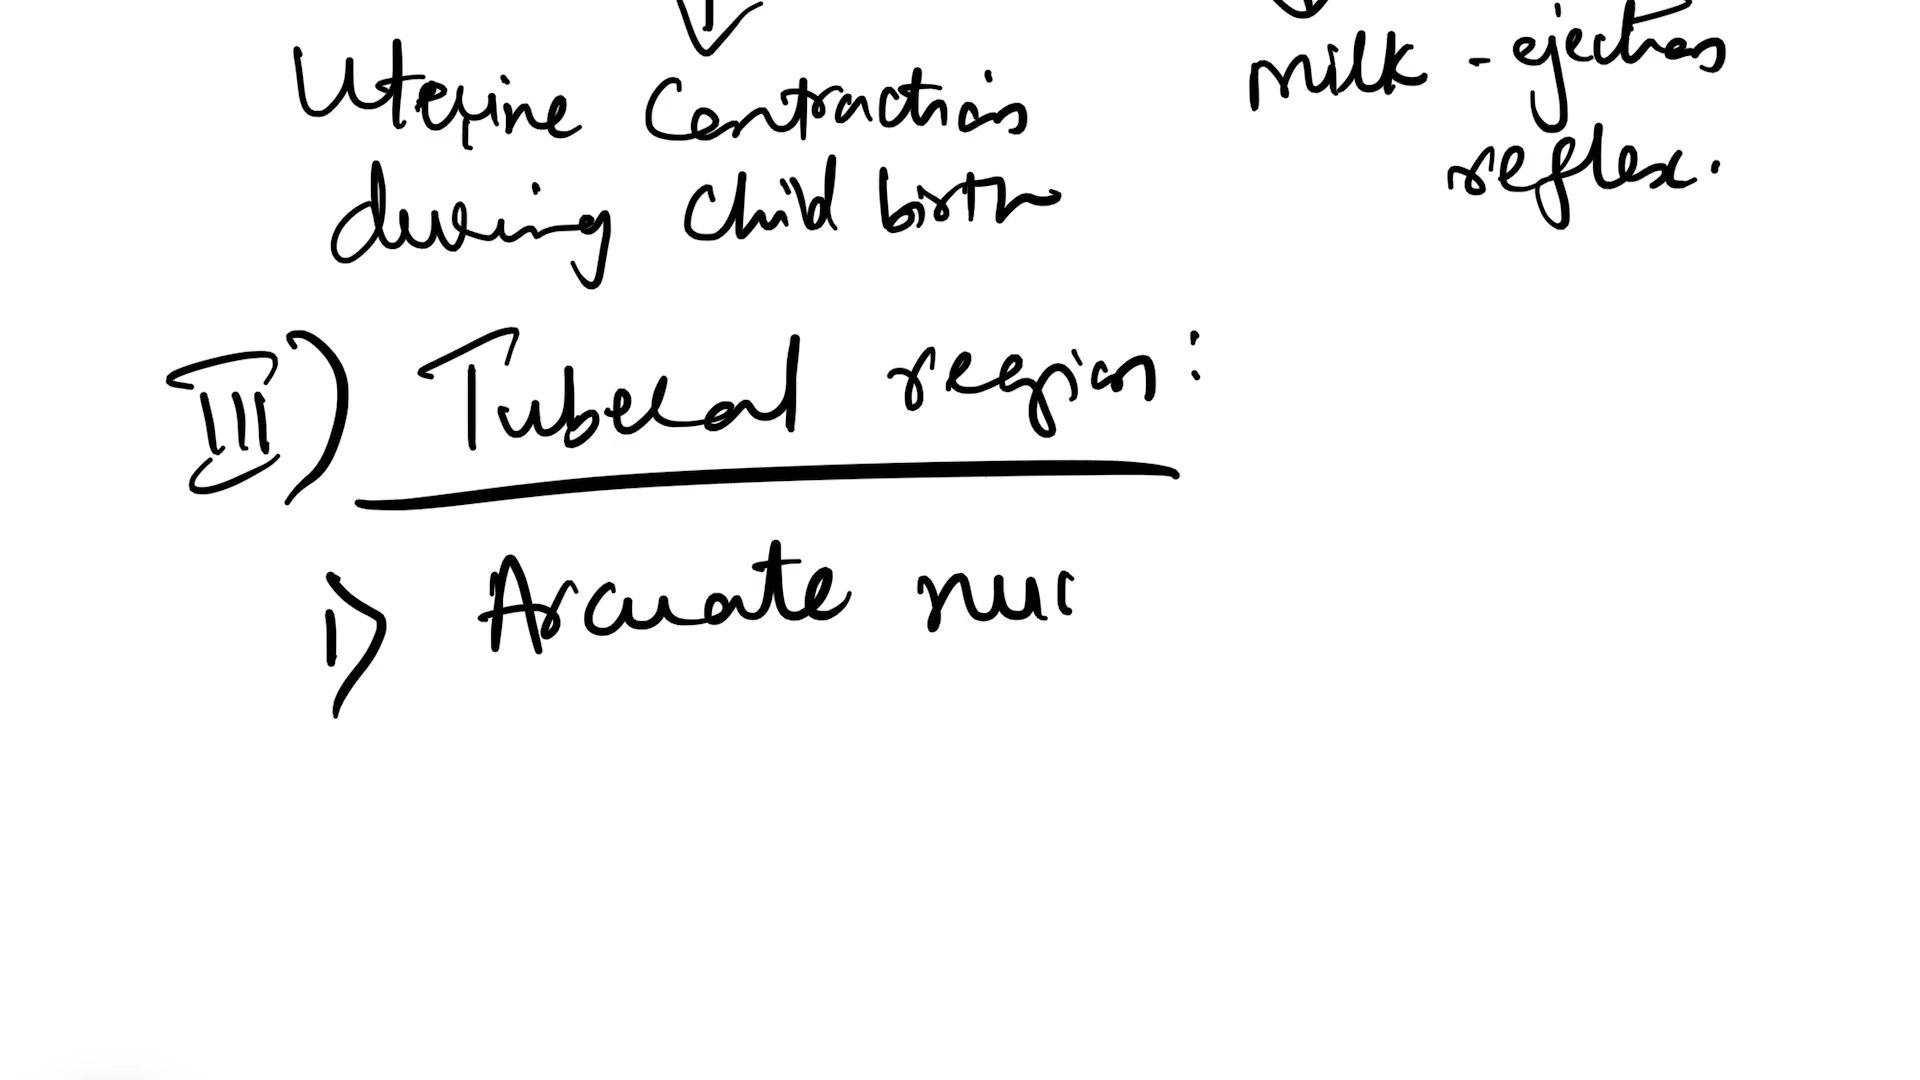 Uterine Contractions
during Child birth
milk - ejection
reflex.
III) Tuberal region:
1) Arcuate nuc